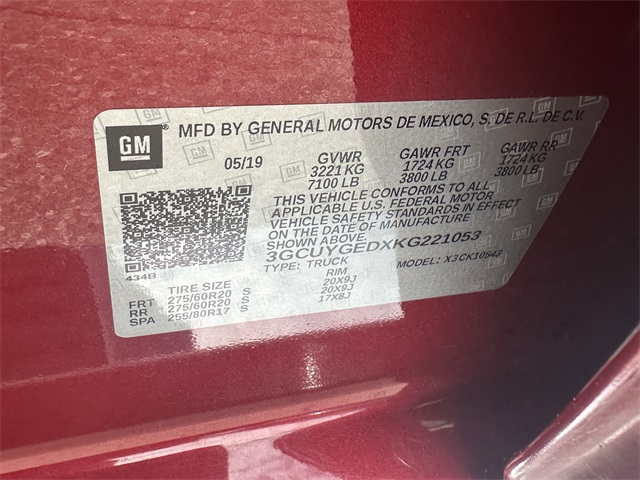 GM ® MFD BY GENERAL MOTORS DE MEXICO, S. DE R.L. DE C.V.
05/19 GVWR GAWR FRT GAWR RR
3221 KG 1724 KG 1724 KG
7100 LB 3800 LB 3800 LB
THIS VEHICLE CONFORMS TO ALL
APPLICABLE U.S. FEDERAL MOTOR
VEHICLE SAFETY STANDARDS IN EFFECT
ON THE DATE OF MANUFACTURE
SHOWN ABOVE.
3GCUYGEDXKG221053
TYPE: TRUCK MODEL: X3CK10543
434B
TIRE SIZE RIM
FRT 275/60R20 S 20X9J
RR 275/60R20 S 20X9J
SPA 255/80R17 S 17X8J